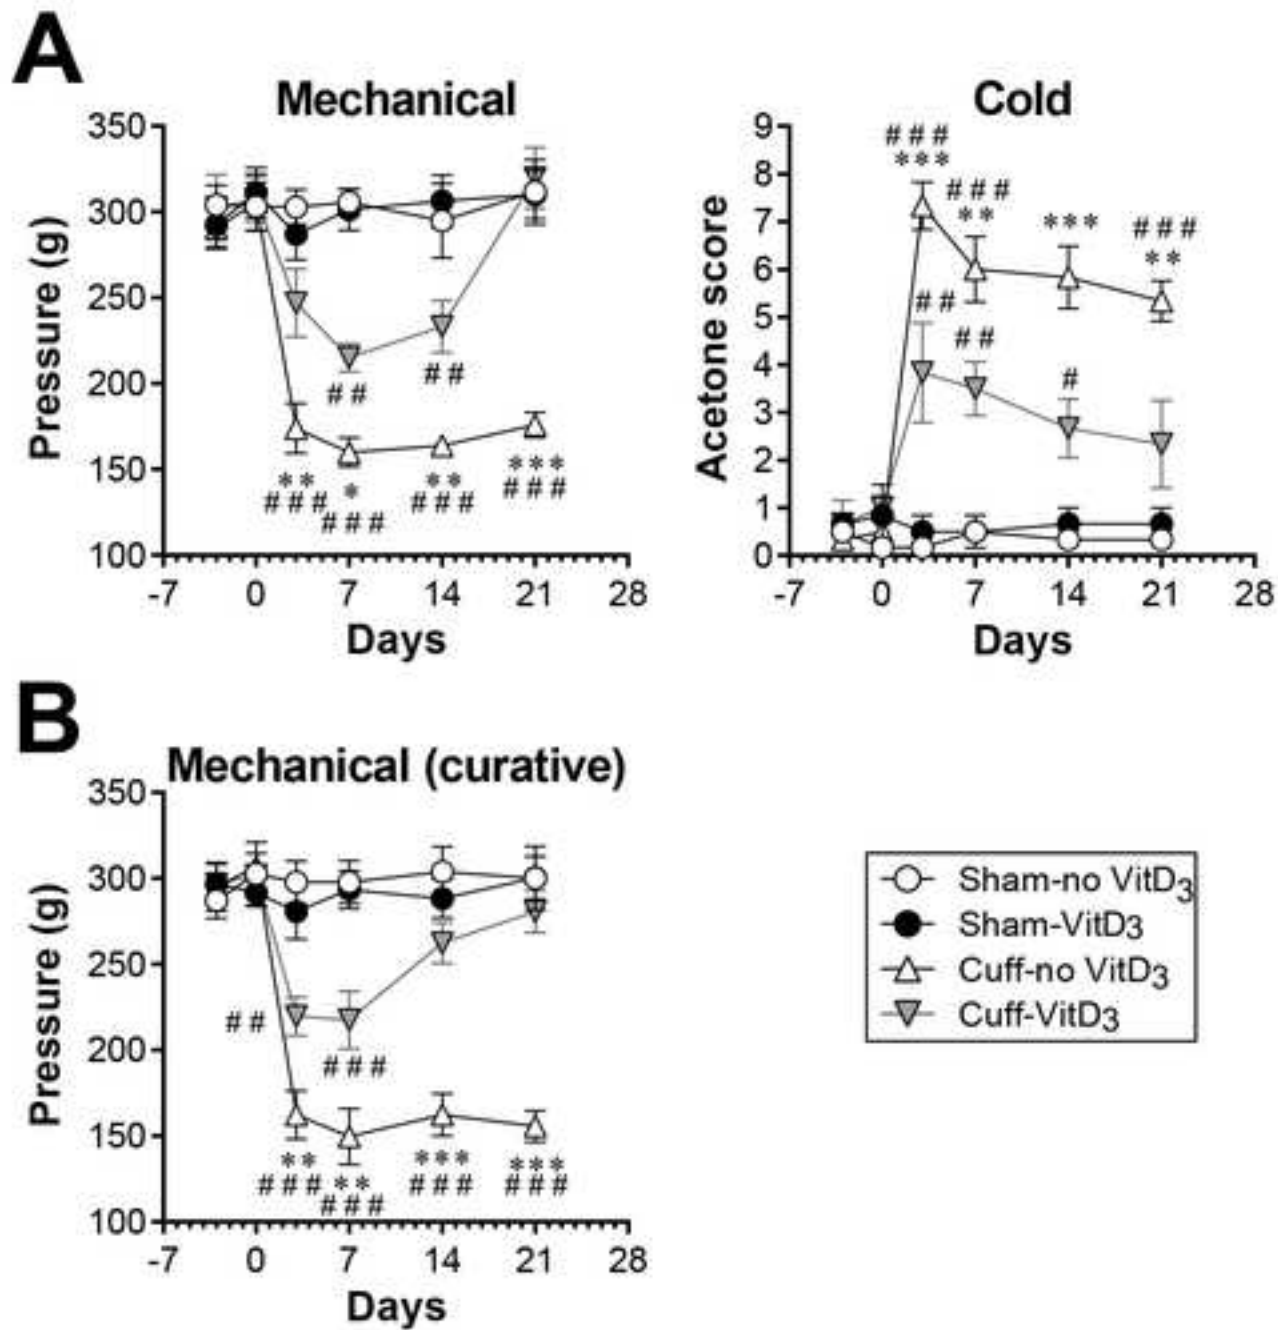 A
Mechanical
350
300
250
200
150
100
Pressure (g)
##
##
**
###
*
###
**
###
***
###
-7 0 7 14 21 28
Days
Cold
9
8
7
6
5
4
3
2
1
0
Acetone score
###
***
###
**
***
###
**
##
##
#
-7 0 7 14 21 28
Days
B
Mechanical (curative)
350
300
250
200
150
100
Pressure (g)
##
###
**
###
**
###
***
###
***
###
-7 0 7 14 21 28
Days
Sham-no VitD3
Sham-VitD3
Cuff-no VitD3
Cuff-VitD3